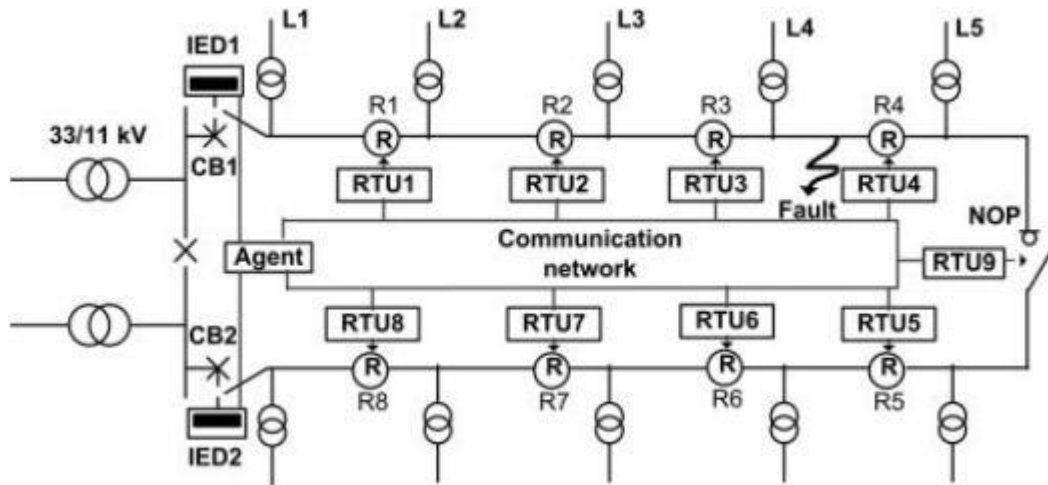 L1
L2
L3
L4
L5
IED1
R1
R2
R3
R4
33/11 kV
R
R
R
R
CB1
RTU1
RTU2
RTU3
RTU4
Fault
NOP
Agent
Communication
network
RTU9
RTU8
RTU7
RTU6
RTU5
CB2
R
R
R
R
R8
R7
R6
R5
IED2